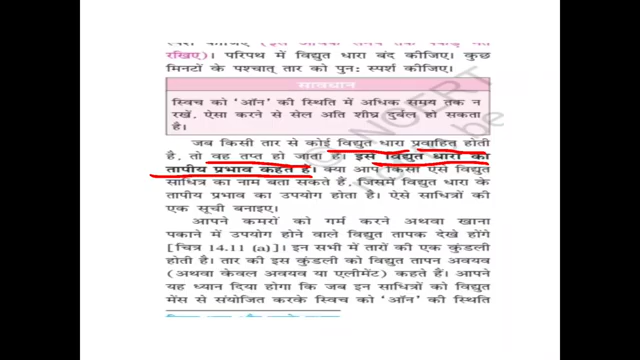 रखिए)। परिपथ में विद्युत धारा बंद कीजिए। कुछ
मिनटों के पश्चात् तार को पुनः स्पर्श कीजिए।
सावधान
स्विच को ‘ऑन’ की स्थिति में अधिक समय तक न
रखें, ऐसा करने से सेल अति शीघ्र दुर्बल हो सकता
है।
जब किसी तार से कोई विद्युत धारा प्रवाहित होती
है, तो वह तप्त हो जाता है। इस विद्युत धारा का
तापीय प्रभाव कहते हैं। क्या आप किसी ऐसे विद्युत
साधित्र का नाम बता सकते हैं, जिसमें विद्युत धारा के
तापीय प्रभाव का उपयोग होता है। ऐसे साधित्रों की
एक सूची बनाइए।
आपने कमरों को गर्म करने अथवा खाना
पकाने में उपयोग होने वाले विद्युत तापक देखे होंगे
[चित्र 14.11 (a)]। इन सभी में तारों की एक कुंडली
होती है। तार की इस कुंडली को विद्युत तापन अवयव
(अथवा केवल अवयव या एलिमेंट) कहते हैं। आपने
यह ध्यान दिया होगा कि जब इन साधित्रों को विद्युत
मेंस से संयोजित करके स्विच को ‘ऑन’ की स्थिति